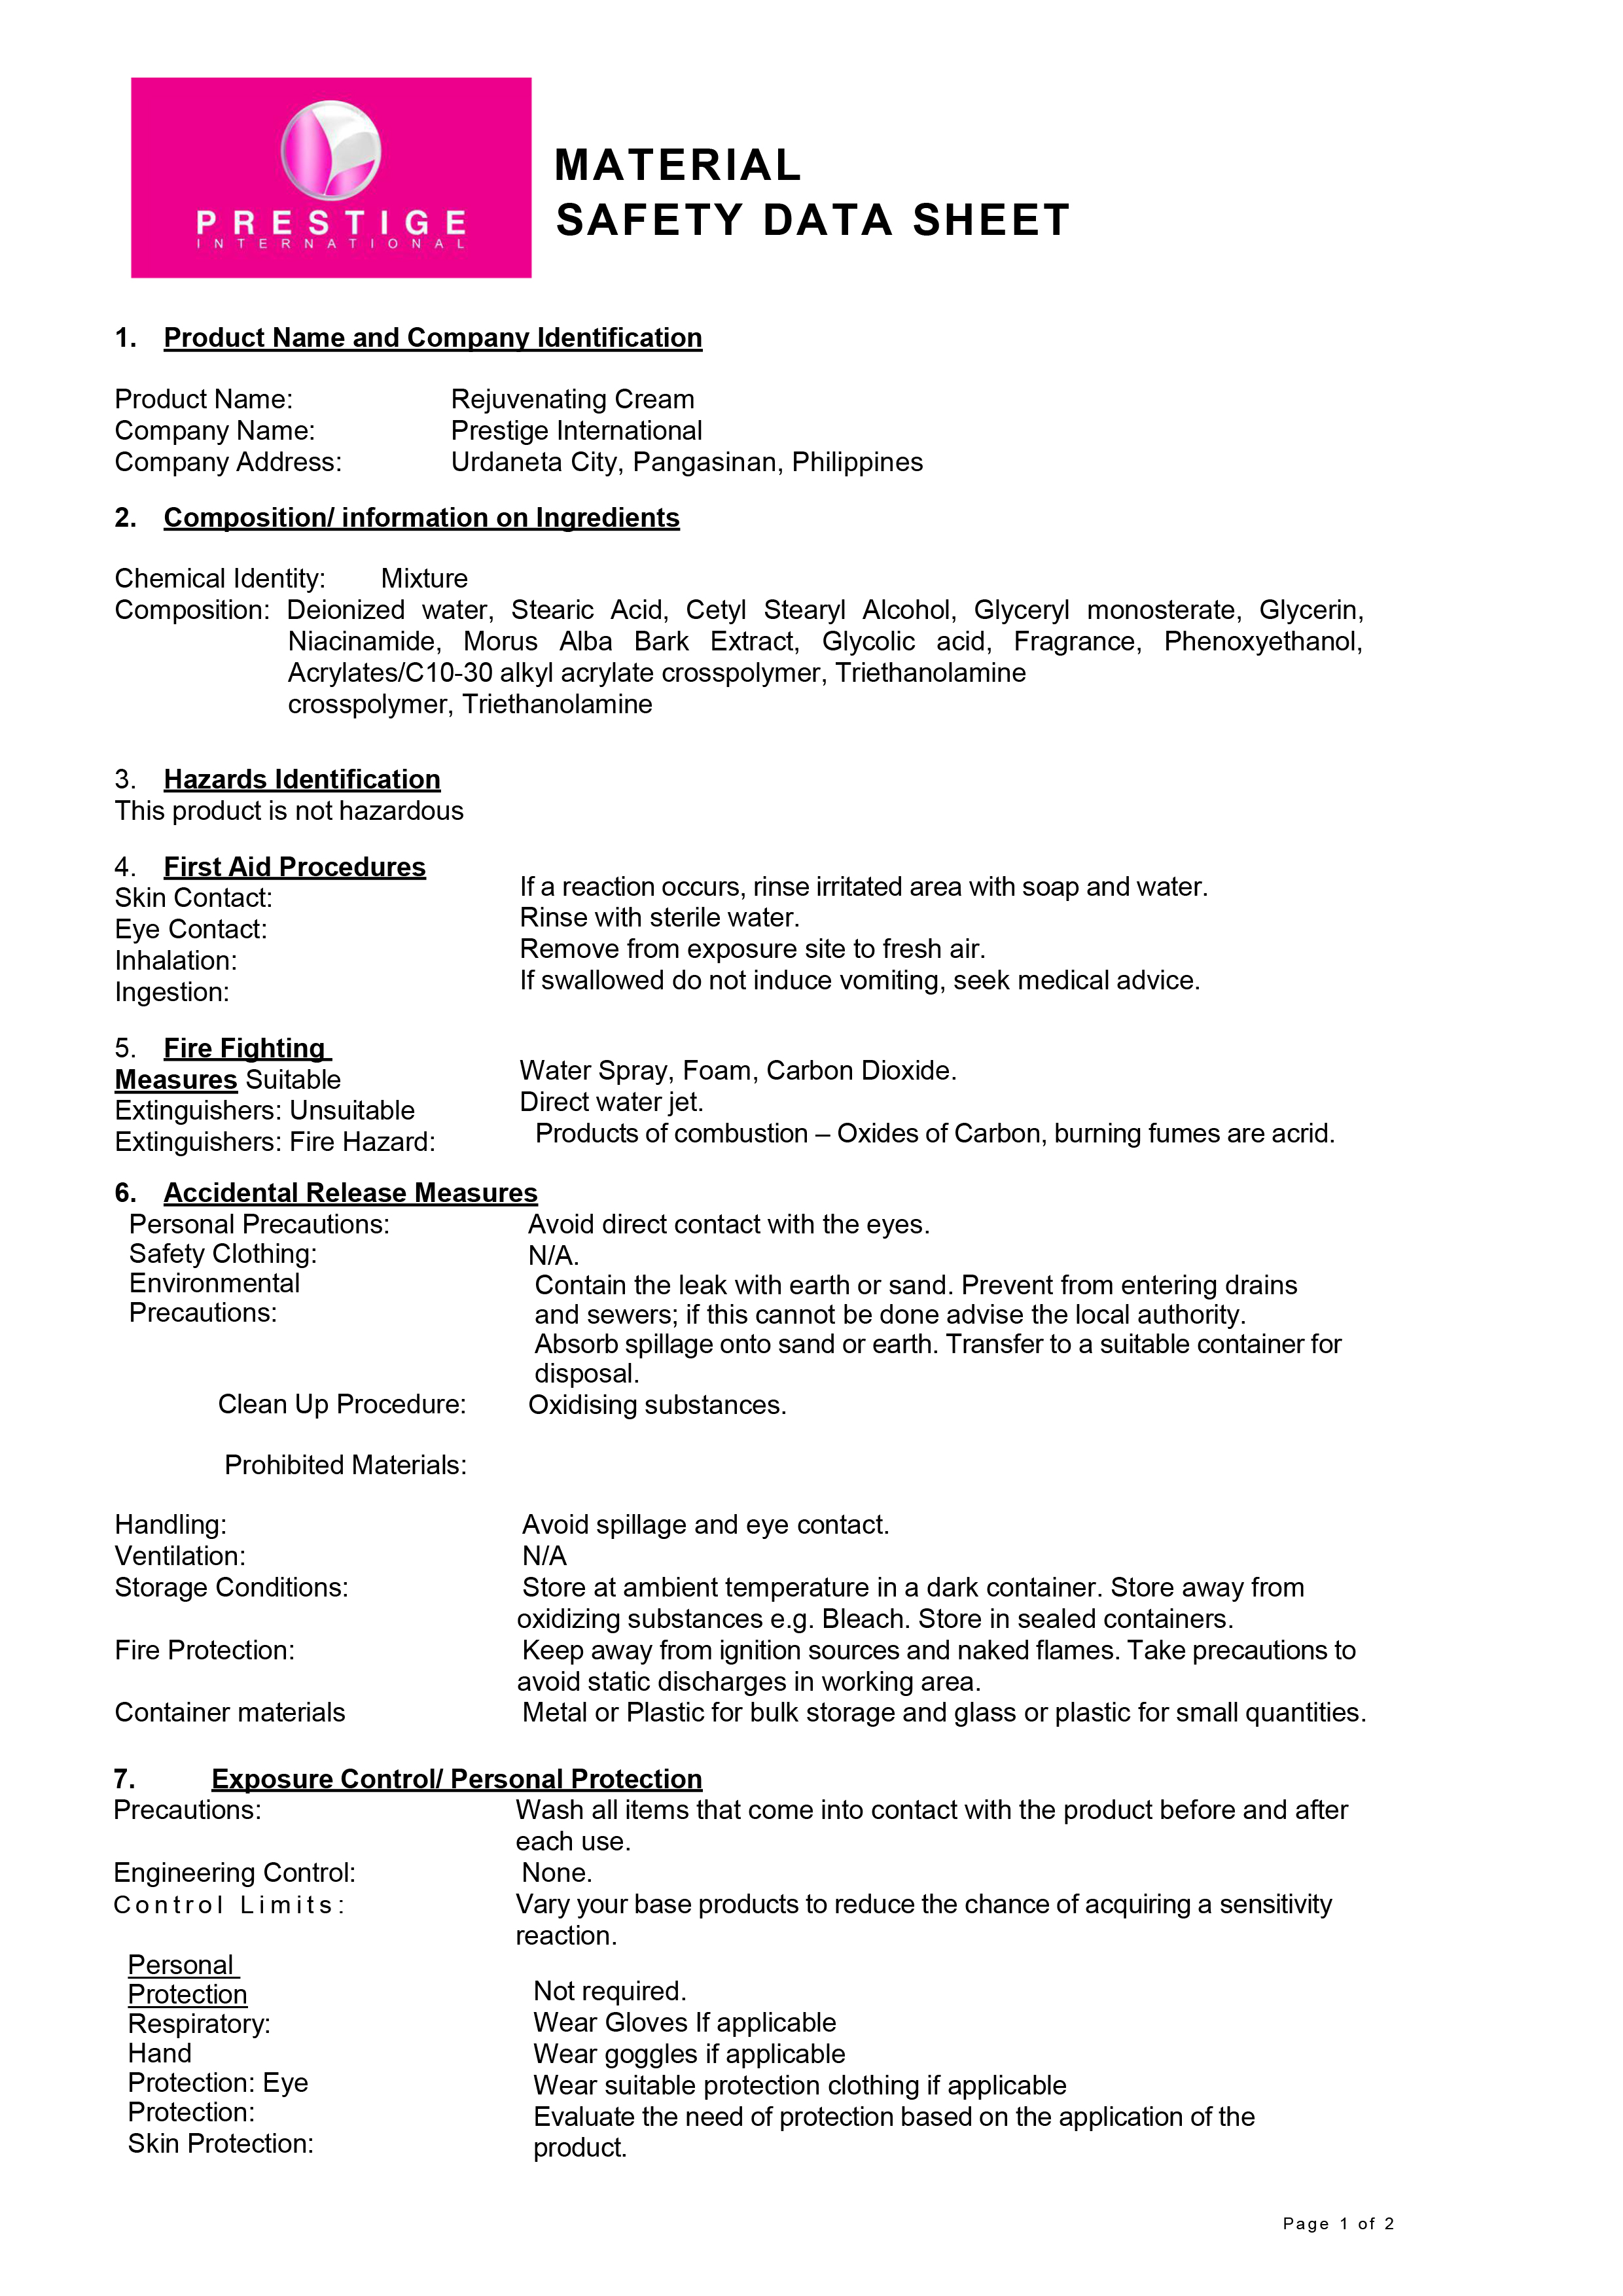 PRESTIGE
INTERNATIONAL
MATERIAL
SAFETY DATA SHEET
1. Product Name and Company Identification
Product Name: Rejuvenating Cream
Company Name: Prestige International
Company Address: Urdaneta City, Pangasinan, Philippines
2. Composition/ information on Ingredients
Chemical Identity: Mixture
Composition: Deionized water, Stearic Acid, Cetyl Stearyl Alcohol, Glyceryl monosterate, Glycerin,
Niacinamide, Morus Alba Bark Extract, Glycolic acid, Fragrance, Phenoxyethanol,
Acrylates/C10-30 alkyl acrylate crosspolymer, Triethanolamine
crosspolymer, Triethanolamine
3. Hazards Identification
This product is not hazardous
4. First Aid Procedures
Skin Contact: If a reaction occurs, rinse irritated area with soap and water.
Eye Contact: Rinse with sterile water.
Inhalation: Remove from exposure site to fresh air.
Ingestion: If swallowed do not induce vomiting, seek medical advice.
5. Fire Fighting
Measures Suitable Water Spray, Foam, Carbon Dioxide.
Extinguishers: Unsuitable Direct water jet.
Extinguishers: Fire Hazard: Products of combustion – Oxides of Carbon, burning fumes are acrid.
6. Accidental Release Measures
Personal Precautions: Avoid direct contact with the eyes.
Safety Clothing: N/A.
Environmental Contain the leak with earth or sand. Prevent from entering drains
Precautions: and sewers; if this cannot be done advise the local authority.
Absorb spillage onto sand or earth. Transfer to a suitable container for
disposal.
Clean Up Procedure: Oxidising substances.
Prohibited Materials:
Handling: Avoid spillage and eye contact.
Ventilation: N/A
Storage Conditions: Store at ambient temperature in a dark container. Store away from
oxidizing substances e.g. Bleach. Store in sealed containers.
Fire Protection: Keep away from ignition sources and naked flames. Take precautions to
avoid static discharges in working area.
Container materials Metal or Plastic for bulk storage and glass or plastic for small quantities.
7. Exposure Control/ Personal Protection
Precautions: Wash all items that come into contact with the product before and after
each use.
Engineering Control: None.
Control Limits: Vary your base products to reduce the chance of acquiring a sensitivity
reaction.
Personal
Protection Not required.
Respiratory: Wear Gloves If applicable
Hand Wear goggles if applicable
Protection: Eye Wear suitable protection clothing if applicable
Protection: Evaluate the need of protection based on the application of the
Skin Protection: product.
Page 1 of 2